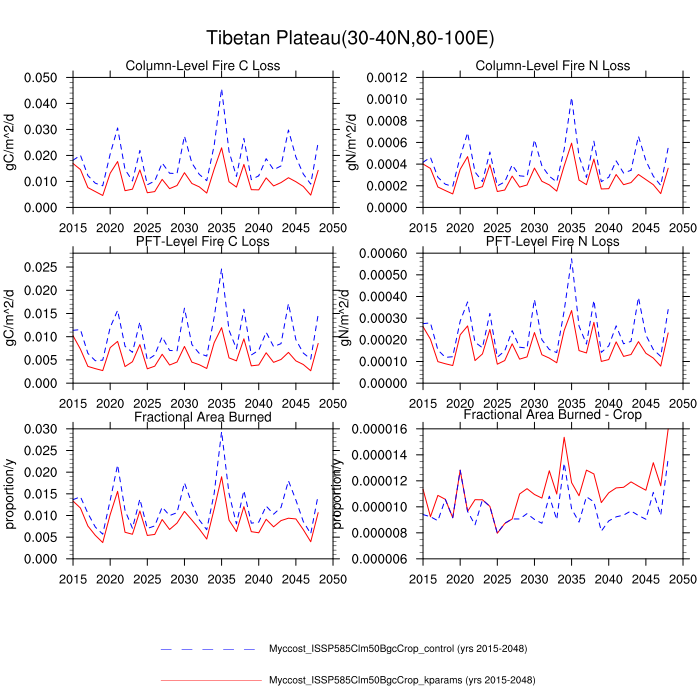 Tibetan Plateau(30-40N,80-100E)
Column-Level Fire C Loss
gC/m^2/d
0.050
0.040
0.030
0.020
0.010
0.000
2015 2020 2025 2030 2035 2040 2045 2050
Column-Level Fire N Loss
gN/m^2/d
0.0012
0.0010
0.0008
0.0006
0.0004
0.0002
0.0000
2015 2020 2025 2030 2035 2040 2045 2050
PFT-Level Fire C Loss
gC/m^2/d
0.025
0.020
0.015
0.010
0.005
0.000
2015 2020 2025 2030 2035 2040 2045 2050
PFT-Level Fire N Loss
gN/m^2/d
0.00060
0.00050
0.00040
0.00030
0.00020
0.00010
0.00000
2015 2020 2025 2030 2035 2040 2045 2050
Fractional Area Burned
proportion/y
0.030
0.025
0.020
0.015
0.010
0.005
0.000
2015 2020 2025 2030 2035 2040 2045 2050
Fractional Area Burned - Crop
proportion/y
0.000016
0.000014
0.000012
0.000010
0.000008
0.000006
2015 2020 2025 2030 2035 2040 2045 2050
Myccost_ISSP585Clm50BgcCrop_control (yrs 2015-2048)
Myccost_ISSP585Clm50BgcCrop_kparams (yrs 2015-2048)